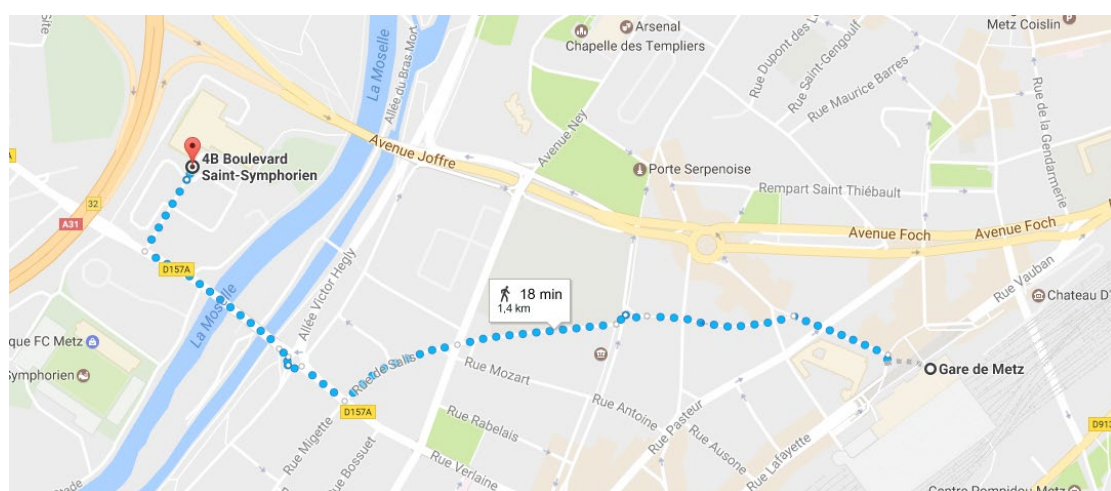 Arsenal
Chapelle des Templiers
Metz Coislin
La Moselle
Allée du Bras Mort
Avenue Ney
Rue Dupont des
Rue Saint-Gengoulf
Rue Maurice Barres
Rue de la Gendarmerie
4B Boulevard
Saint-Symphorien
Avenue Joffre
Porte Serpenoise
Rempart Saint Thiébault
32
A31
Avenue Foch
Avenue Foch
D157A
Allée Victor Hegly
18 min
1,4 km
Rue Vauban
Chateau D'
La Moselle
que FC Metz
Symphorien
Rue de Salis
Rue Mozart
Gare de Metz
D157A
Rue Migette
Rue Bossuet
Rue Rabelais
Rue Verlaine
Rue Antoine
Rue Pasteur
Rue Ausone
Rue Lafayette
D913
Centre Pompidou Metz